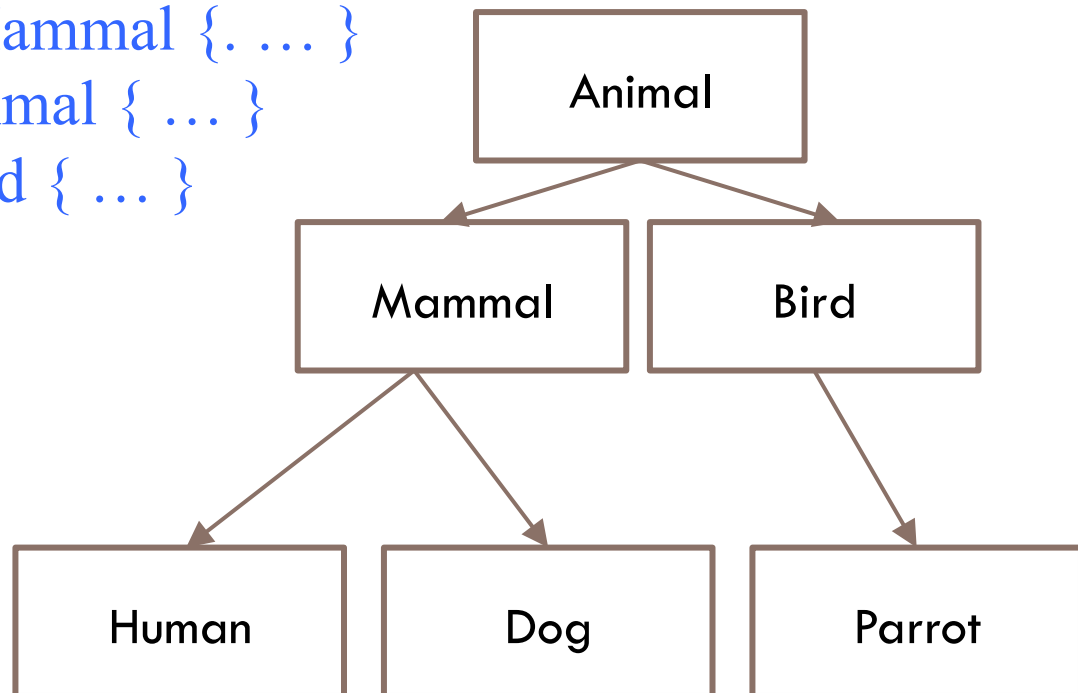 ammal {. … }
mal { … }
d { … }
Animal
Mammal Bird
Human Dog Parrot